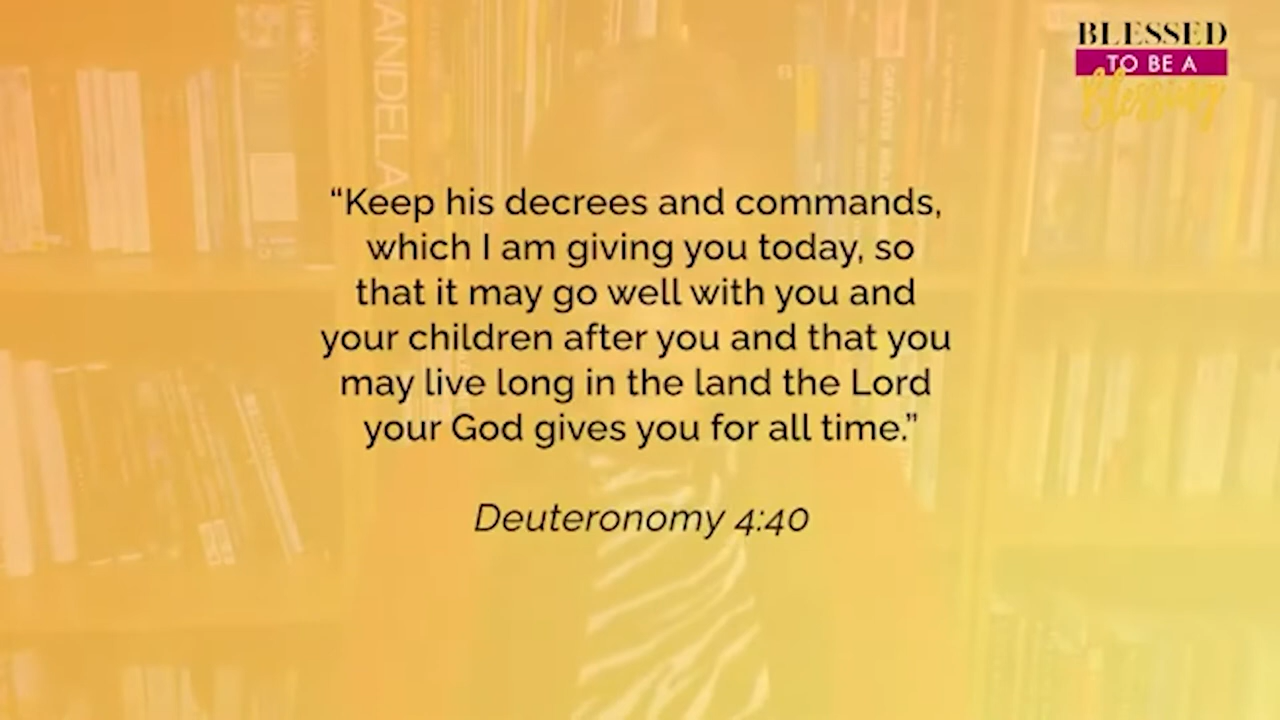 BLESSED
TO BE A
Blessing
ANDELA
“Keep his decrees and commands,
which I am giving you today, so
that it may go well with you and
your children after you and that you
may live long in the land the Lord
your God gives you for all time.”
Deuteronomy 4:40